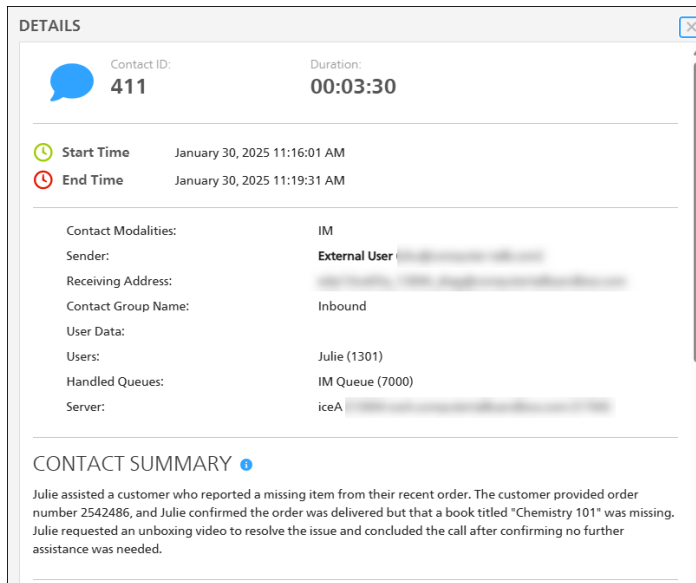 DETAILS
Contact ID:
Duration:
411
00:03:30
Start Time January 30, 2025 11:16:01 AM
End Time January 30, 2025 11:19:31 AM
Contact Modalities: IM
Sender: External User
Receiving Address:
Contact Group Name: Inbound
User Data:
Users: Julie (1301)
Handled Queues: IM Queue (7000)
Server: iceA
CONTACT SUMMARY
Julie assisted a customer who reported a missing item from their recent order. The customer provided order
number 2542486, and Julie confirmed the order was delivered but that a book titled "Chemistry 101" was missing.
Julie requested an unboxing video to resolve the issue and concluded the call after confirming no further
assistance was needed.